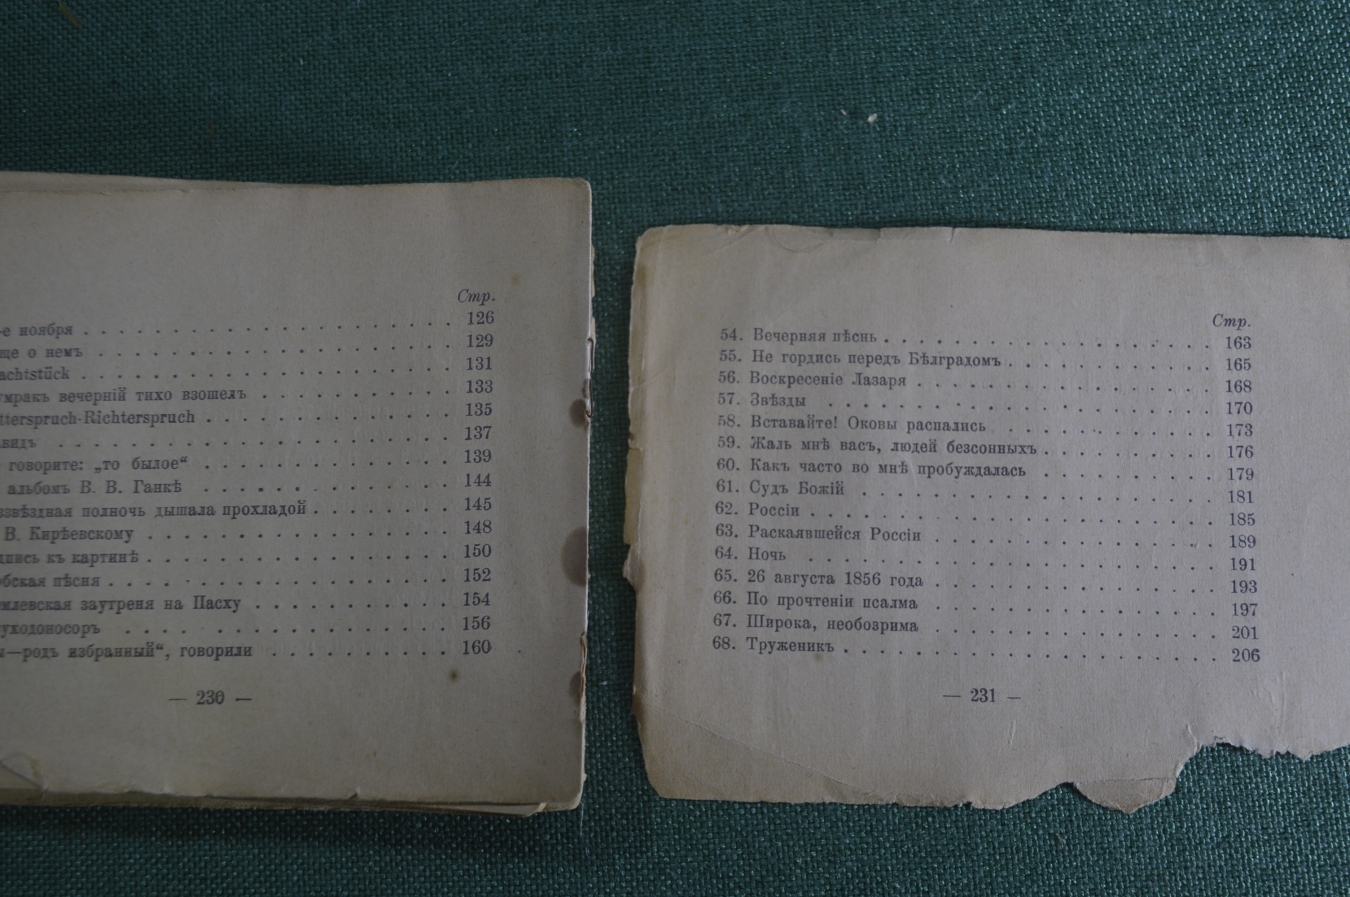 Стр.
-е ноября . . . . . . . . . . . . . . . . 126
ще о немъ . . . . . . . . . . . . . . . 129
achtstück . . . . . . . . . . . . . . . . 131
умракъ вечерній тихо взошелъ . . . . . . . . 133
tterspruch-Richterspruch . . . . . . . . . . . 135
авидъ . . . . . . . . . . . . . . . . . 137
говорите: „то былое“ . . . . . . . . . . . 139
альбомъ В. В. Ганкѣ . . . . . . . . . . . 144
ззвѣздная полночь дышала прохладой . . . . . . 145
В. Кирѣевскому . . . . . . . . . . . . . 148
дпись къ картинѣ . . . . . . . . . . . . . 150
рбская пѣсня . . . . . . . . . . . . . . . 152
емлевская заутреня на Пасху . . . . . . . . 154
уходоносоръ . . . . . . . . . . . . . . 156
ы—родъ избранный“, говорили . . . . . . . . 160
— 230 —
Стр.
54. Вечерняя пѣснь . . . . . . . . . . . . . . 163
55. Не гордись передъ Бѣлградомъ . . . . . . . . . 165
56. Воскресеніе Лазаря . . . . . . . . . . . . . 168
57. Звѣзды . . . . . . . . . . . . . . . . 170
58. Вставайте! Оковы распались . . . . . . . . . . 173
59. Жаль мнѣ васъ, людей безсонныхъ . . . . . . . . 176
60. Какъ часто во мнѣ пробуждалась . . . . . . . . 179
61. Судъ Божій . . . . . . . . . . . . . . . 181
62. Россіи . . . . . . . . . . . . . . . . . 185
63. Раскаявшейся Россіи . . . . . . . . . . . . 189
64. Ночь . . . . . . . . . . . . . . . . . 191
65. 26 августа 1856 года . . . . . . . . . . . . 193
66. По прочтеніи псалма . . . . . . . . . . . . 197
67. Широка, необозрима . . . . . . . . . . . . 201
68. Труженикъ . . . . . . . . . . . . . . . . 206
— 231 —